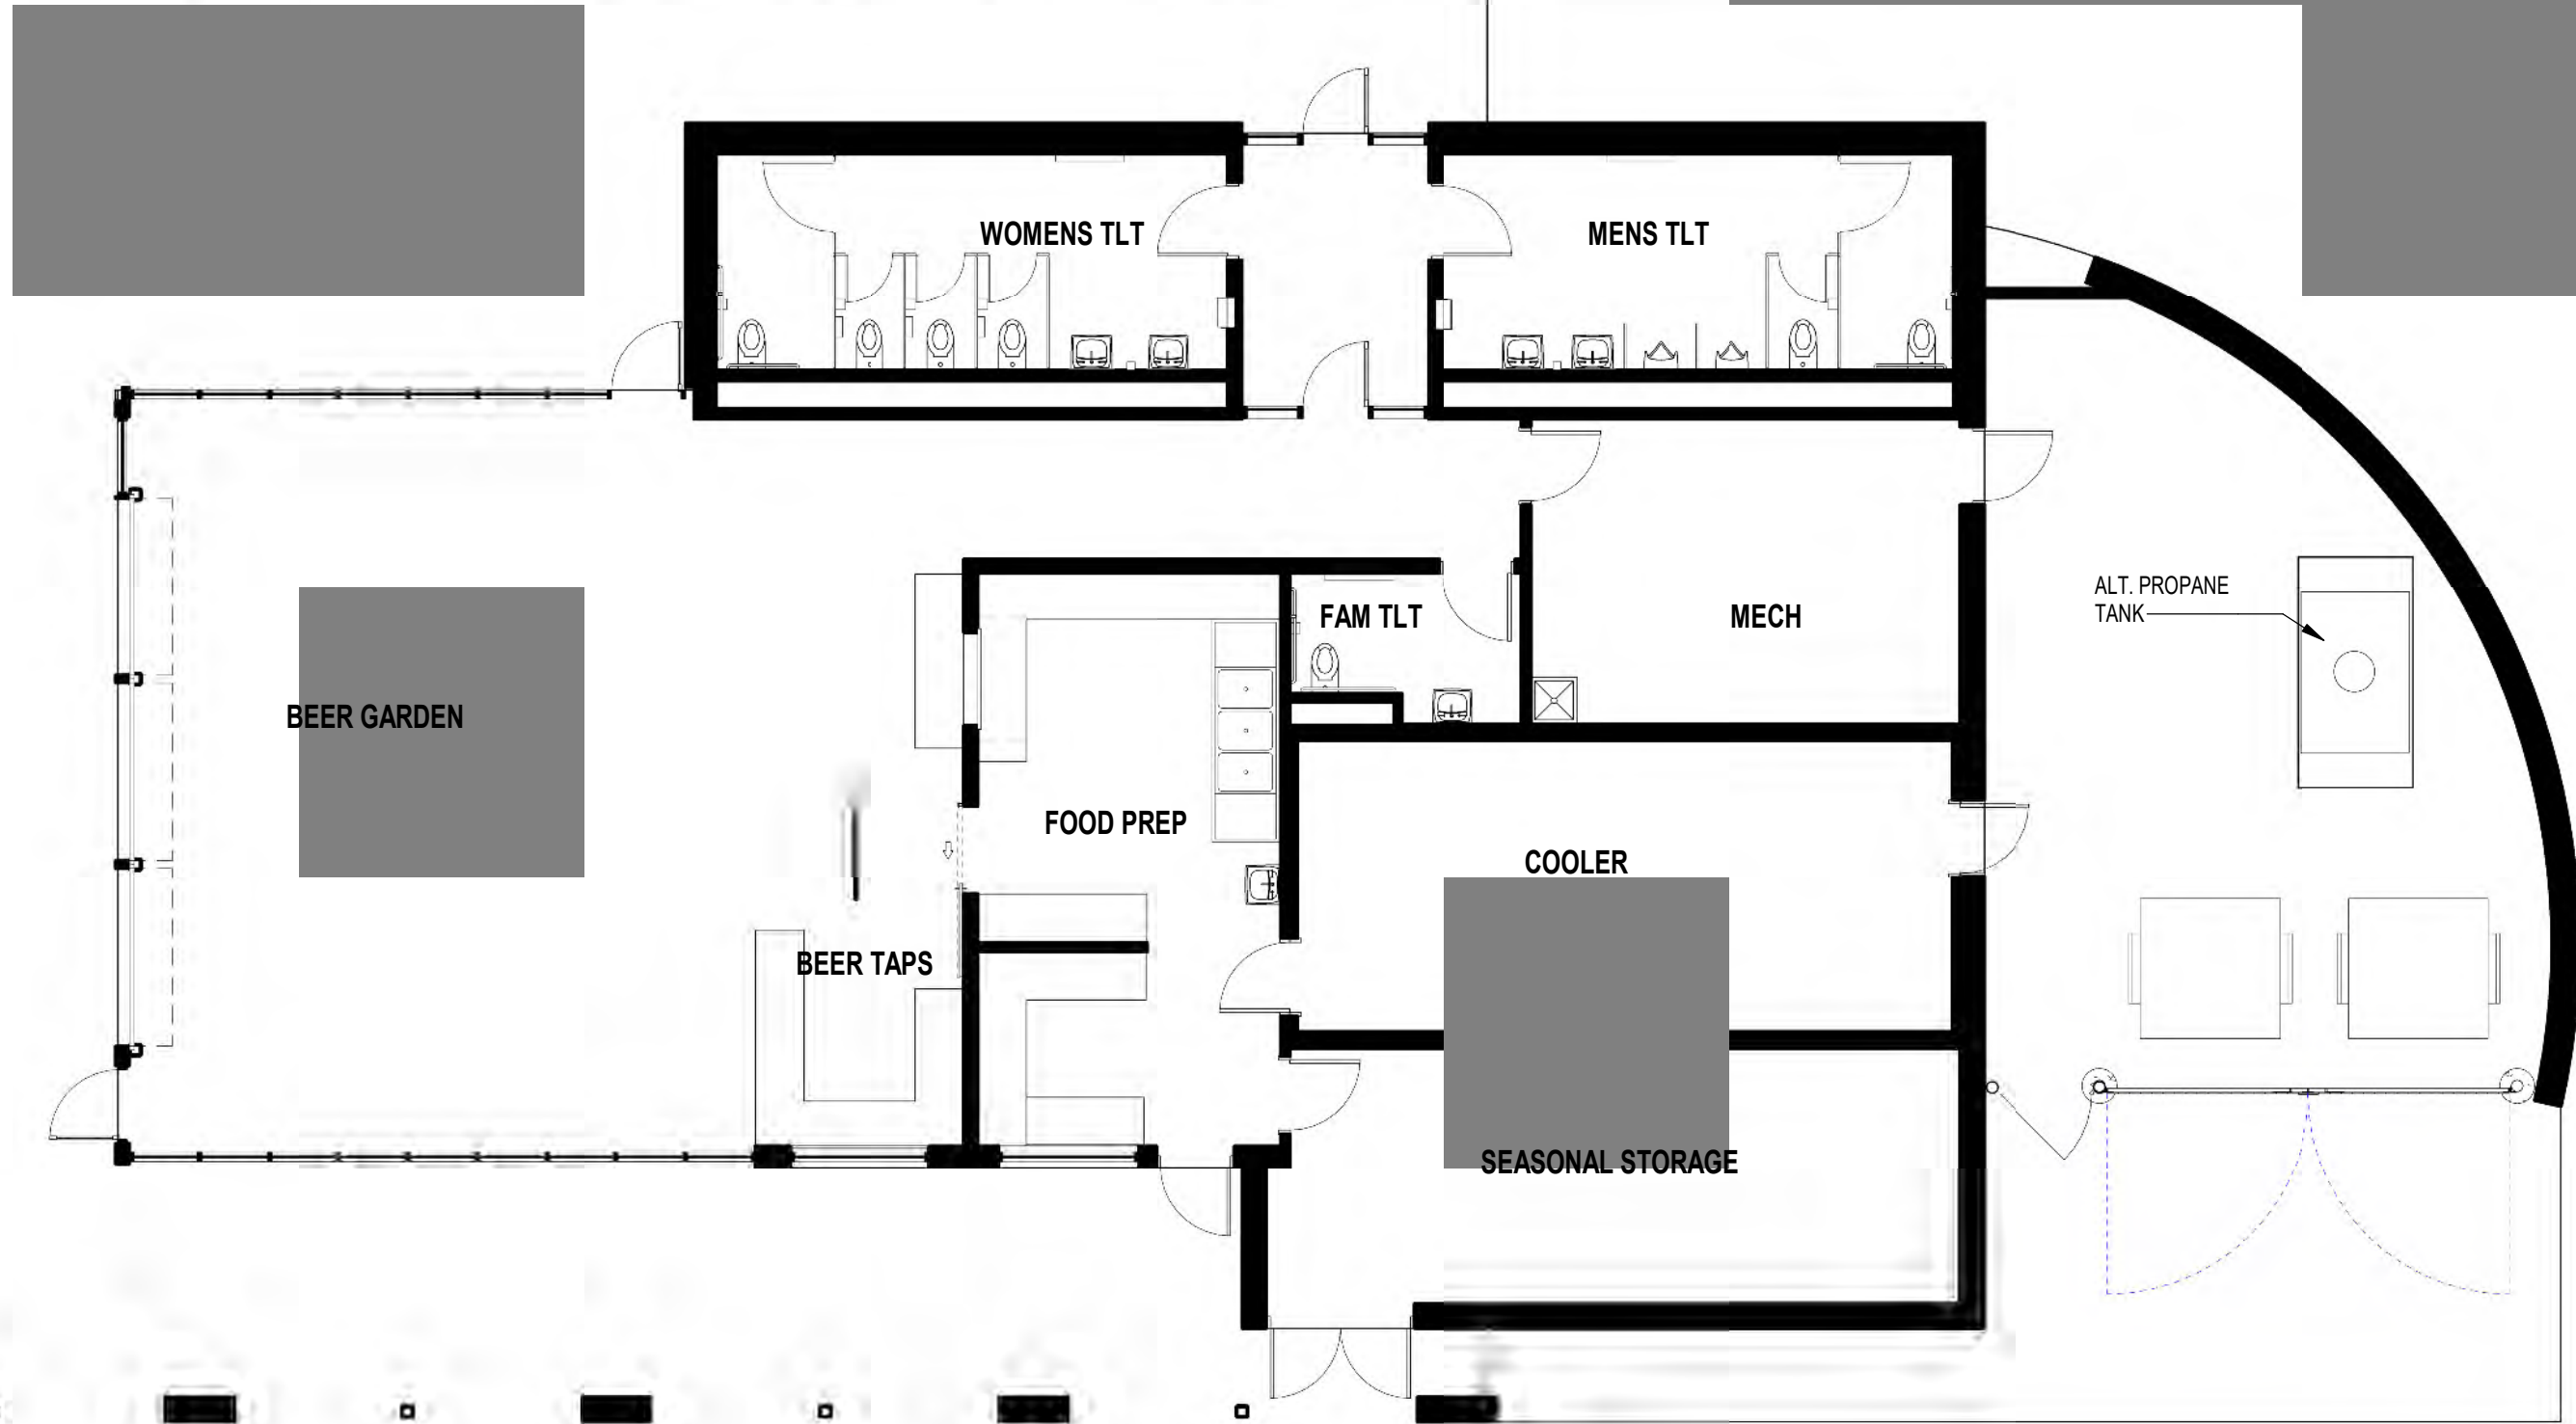 WOMENS TLT
MENS TLT
ALT. PROPANE
TANK
FAM TLT
MECH
BEER GARDEN
FOOD PREP
COOLER
BEER TAPS
SEASONAL STORAGE